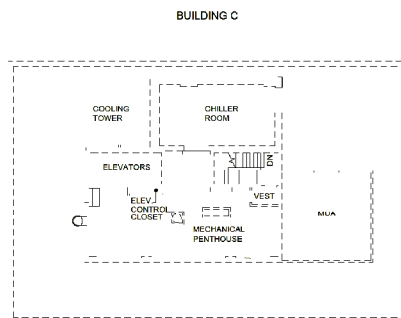 BUILDING C
COOLING
TOWER
CHILLER
ROOM
ELEVATORS
DN
ELEV.
CONTROL
CLOSET
VEST
MUA
MECHANICAL
PENTHOUSE